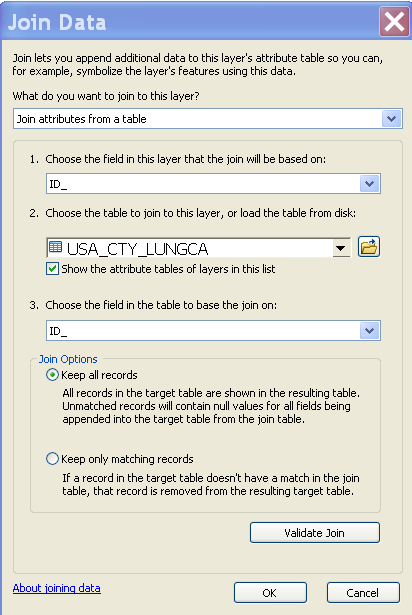 Join Data
Join lets you append additional data to this layer's attribute table so you can,
for example, symbolize the layer's features using this data.
What do you want to join to this layer?
Join attributes from a table
1. Choose the field in this layer that the join will be based on:
ID_
2. Choose the table to join to this layer, or load the table from disk:
USA_CTY_LUNGCA
Show the attribute tables of layers in this list
3. Choose the field in the table to base the join on:
ID_
Join Options
Keep all records
All records in the target table are shown in the resulting table.
Unmatched records will contain null values for all fields being
appended into the target table from the join table.
Keep only matching records
If a record in the target table doesn't have a match in the join
table, that record is removed from the resulting target table.
Validate Join
About joining data
OK
Cancel